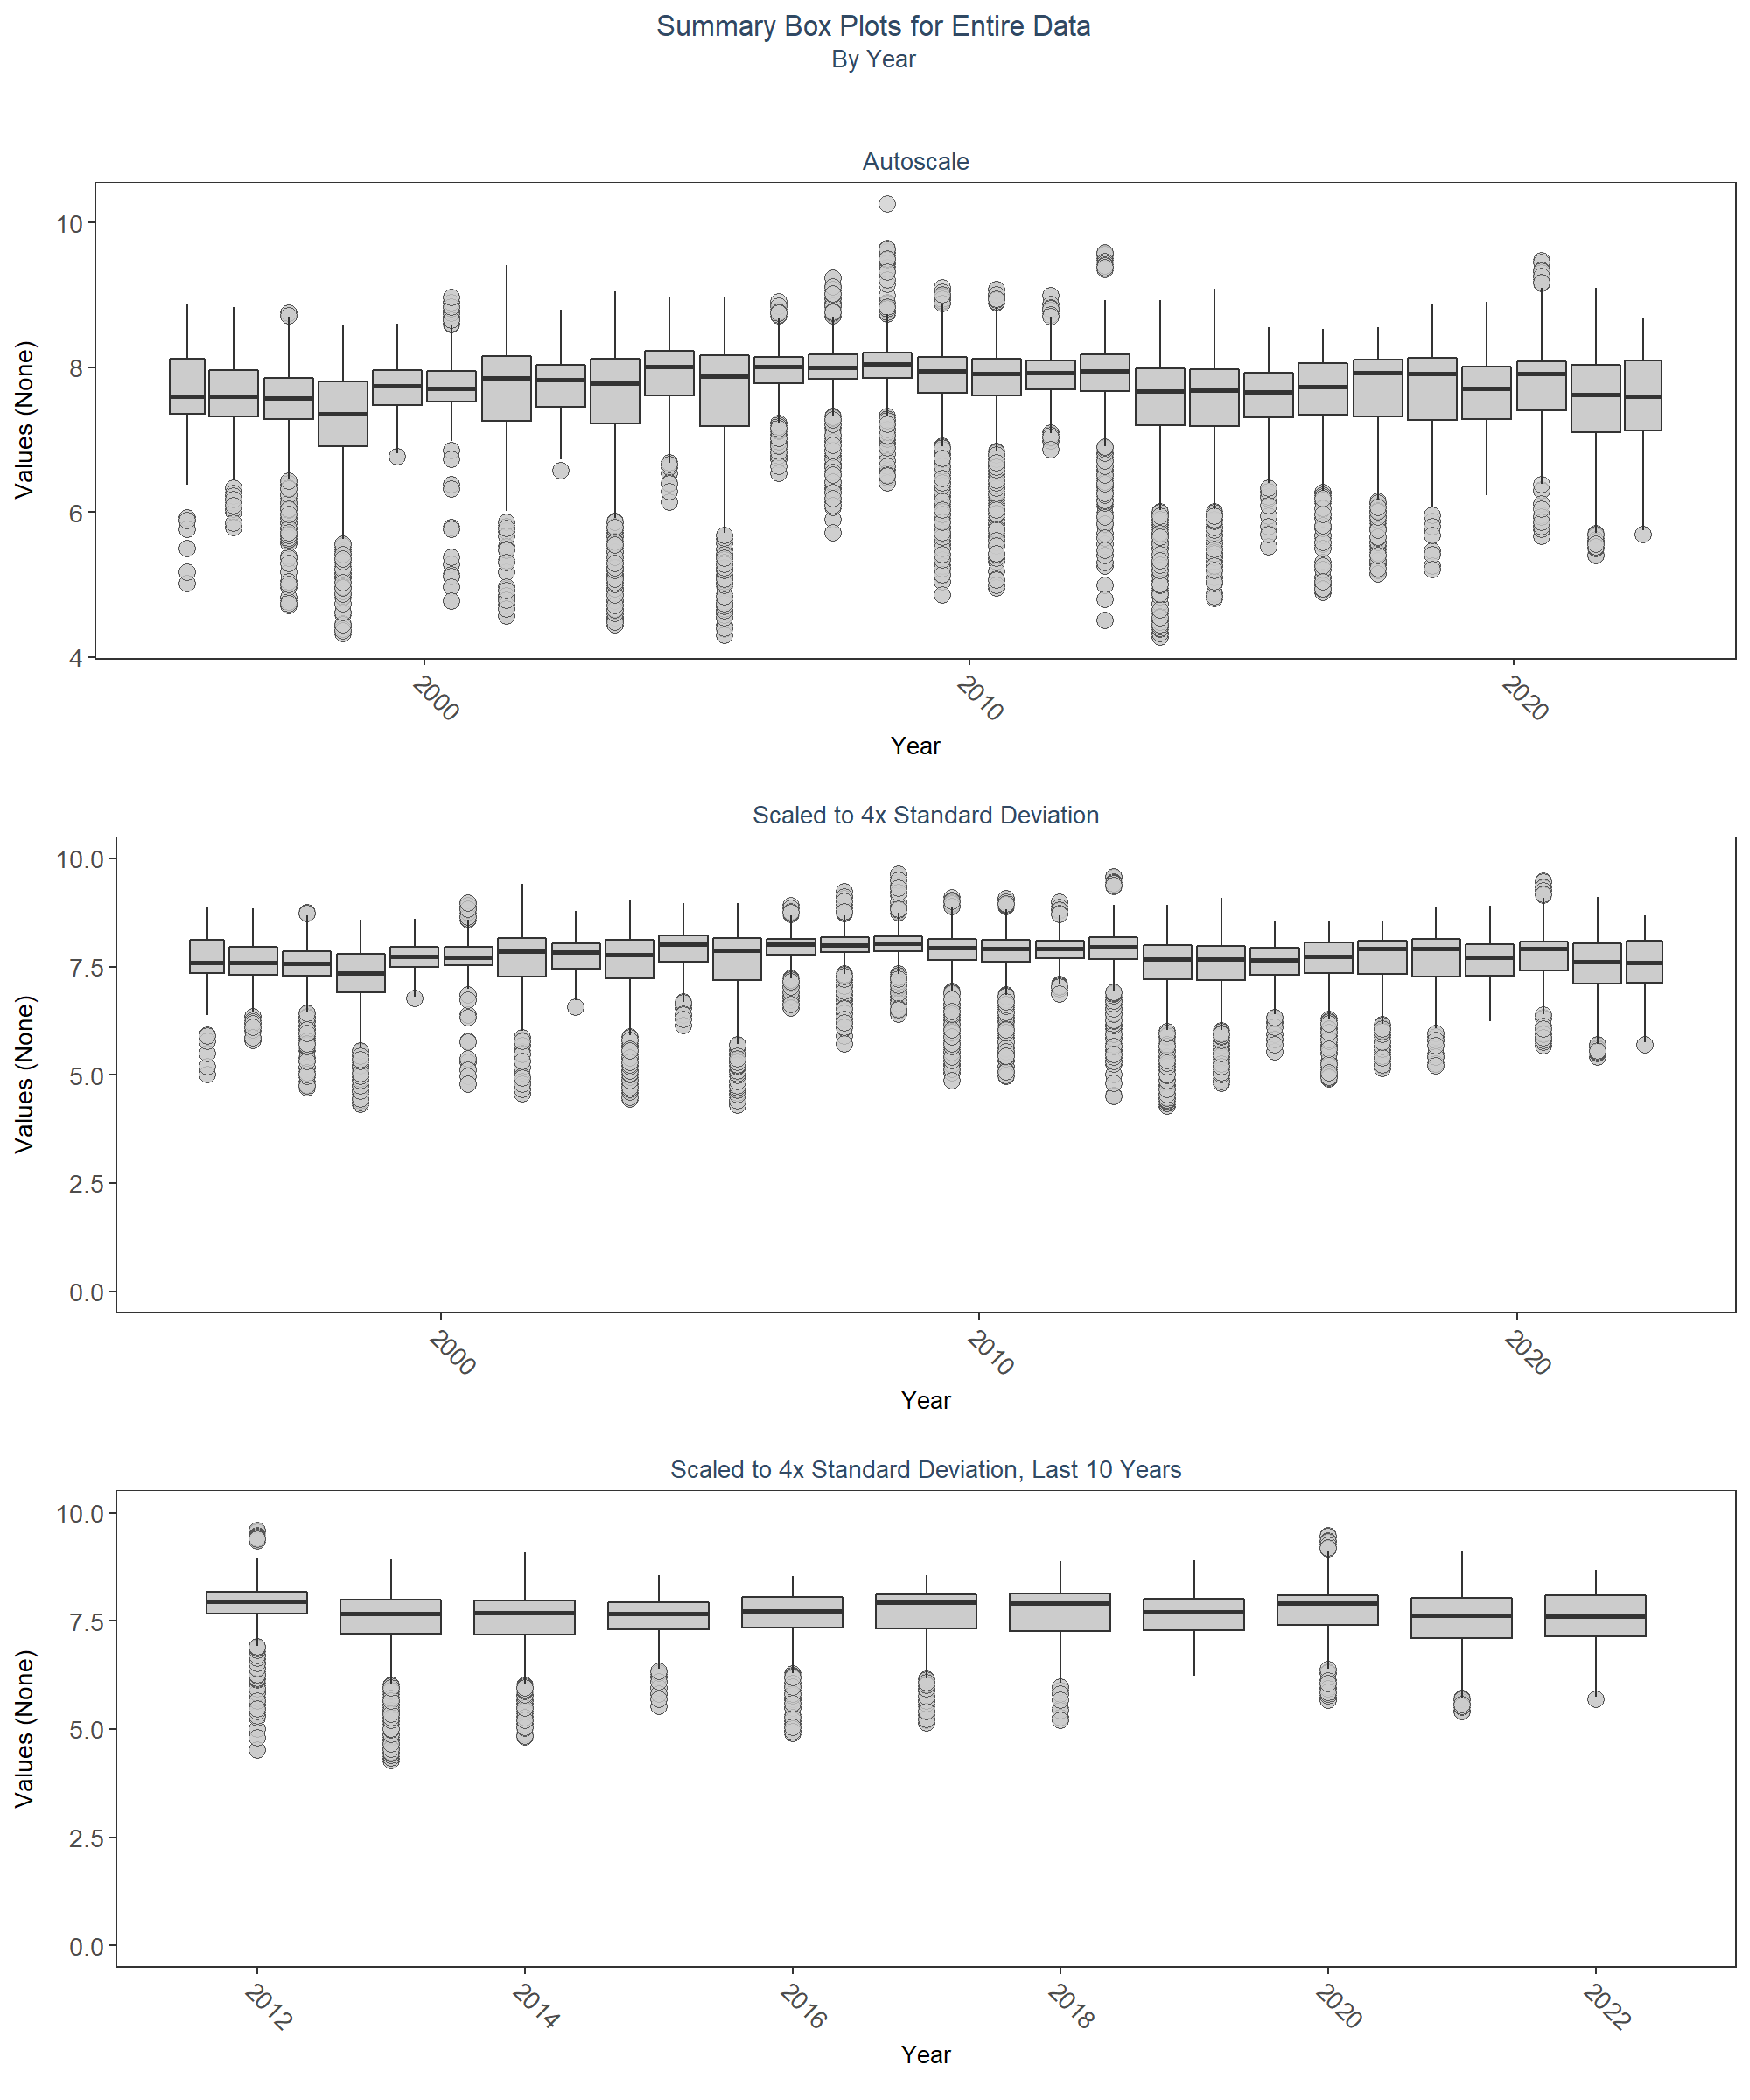 Summary Box Plots for Entire Data
By Year
Autoscale
Values (None)
10
8
6
4
2000
2010
2020
Year
Scaled to 4x Standard Deviation
Values (None)
10.0
7.5
5.0
2.5
0.0
2000
2010
2020
Year
Scaled to 4x Standard Deviation, Last 10 Years
Values (None)
10.0
7.5
5.0
2.5
0.0
2012
2014
2016
2018
2020
2022
Year